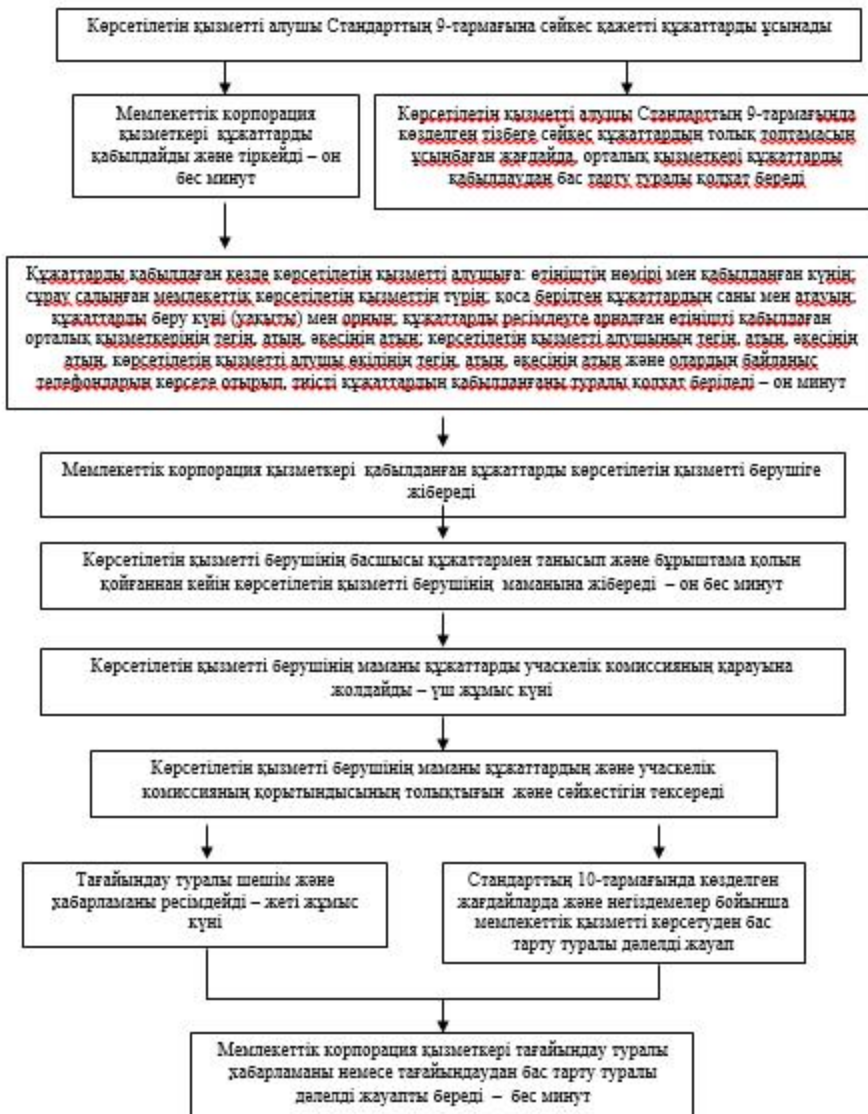 Көрсетілетін қызметті алушы Стандарттың 9-тармағына сәйкес қажетті құжаттарды ұсынады
Мемлекеттік корпорация
қызметкері құжаттарды
қабылдайды және тіркейді – он
бес минут
Көрсетілетін қызметті алушы Стандарттың 9-тармағында
көзделген тізбеге сәйкес құжаттардың толық топтамасын
ұсынбаған жағдайда, орталық қызметкері құжаттарды
қабылдаудан бас тарту туралы қолхат береді
Құжаттарды қабылдаған кезде көрсетілетін қызметті алушыға: өтініштің нөмірі мен қабылданған күнін;
сұрау салынған мемлекеттік көрсетілетін қызметтің түрін; қоса берілген құжаттардың саны мен атауын;
құжаттарды беру күні (уақыты) мен орнын; құжаттарды ресімдеуге арналған өтінішті қабылдаған
орталық қызметкерінің тегін, атын, әкесінің атын; көрсетілетін қызметті алушының тегін, атын, әкесінің
атын, көрсетілетін қызметті алушы өкілінің тегін, атын, әкесінің атын және олардың байланыс
телефондарын көрсете отырып, тиісті құжаттардың қабылданғаны туралы қолхат беріледі – он минут
Мемлекеттік корпорация қызметкері қабылданған құжаттарды көрсетілетін қызметті берушіге
жібереді
Көрсетілетін қызметті берушінің басшысы құжаттармен танысып және бұрыштама қолын
қойғаннан кейін көрсетілетін қызметті берушінің маманына жібереді – он бес минут
Көрсетілетін қызметті берушінің маманы құжаттарды учаскелік комиссияның қарауына
жолдайды – үш жұмыс күні
Көрсетілетін қызметті берушінің маманы құжаттардың және учаскелік
комиссияның қорытындысының толықтығын және сәйкестігін тексереді
Тағайындау туралы шешім және
хабарламаны ресімдейді – жеті жұмыс
күні
Стандарттың 10-тармағында көзделген
жағдайларда және негіздемелер бойынша
мемлекеттік қызметті көрсетуден бас
тарту туралы дәлелді жауап
Мемлекеттік корпорация қызметкері тағайындау туралы
хабарламаны немесе тағайындаудан бас тарту туралы
дәлелді жауапты береді – бес минут